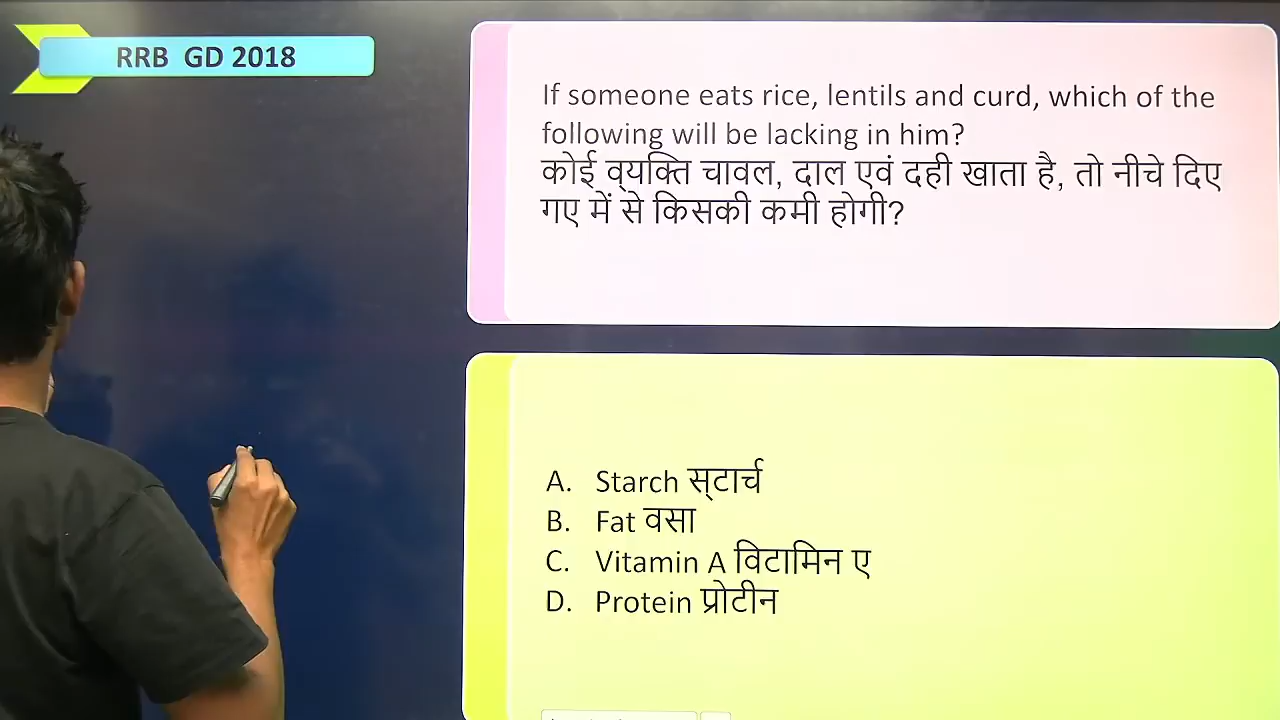 RRB GD 2018
If someone eats rice, lentils and curd, which of the
following will be lacking in him?
कोई व्‌यक्ति चावल, दाल एवं दही खाता है, तो नीचे दिए
गए में से किसकी कमी होगी?
A. Starch स्‌टार्च
B. Fat वसा
C. Vitamin A विटामिन ए
D. Protein प्रोटीन